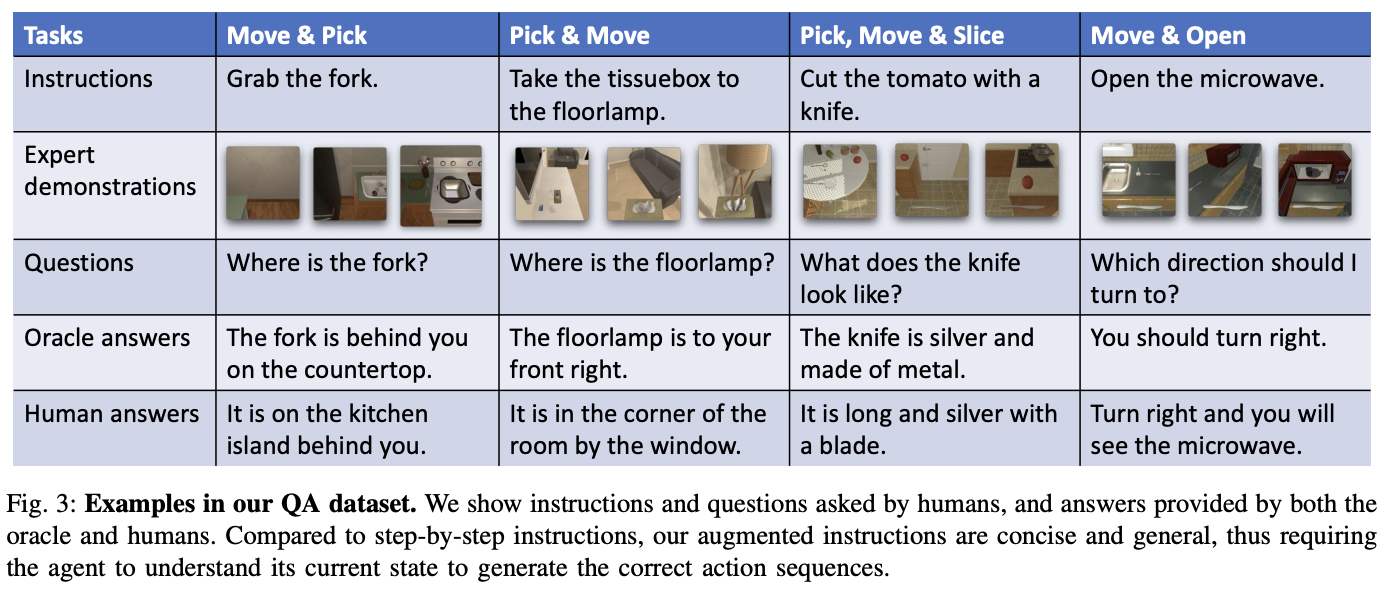 Tasks
Move & Pick
Pick & Move
Pick, Move & Slice
Move & Open
Instructions
Grab the fork.
Take the tissuebox to
the floorlamp.
Cut the tomato with a
knife.
Open the microwave.
Expert
demonstrations
Questions
Where is the fork?
Where is the floorlamp?
What does the knife
look like?
Which direction should I
turn to?
Oracle answers
The fork is behind you
on the countertop.
The floorlamp is to your
front right.
The knife is silver and
made of metal.
You should turn right.
Human answers
It is on the kitchen
island behind you.
It is in the corner of the
room by the window.
It is long and silver with
a blade.
Turn right and you will
see the microwave.
Fig. 3: Examples in our QA dataset. We show instructions and questions asked by humans, and answers provided by both the
oracle and humans. Compared to step-by-step instructions, our augmented instructions are concise and general, thus requiring
the agent to understand its current state to generate the correct action sequences.